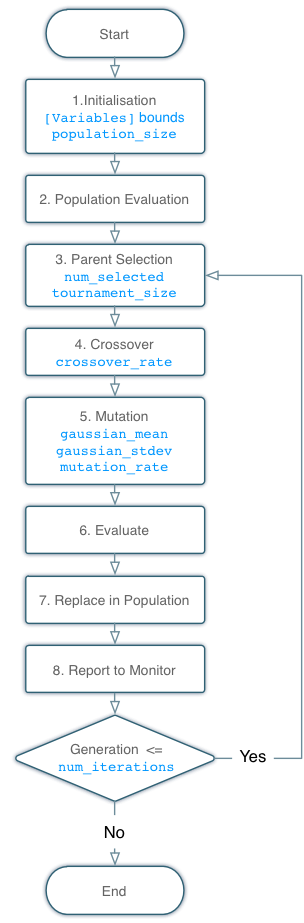 Start
1.Initialisation
[Variables] bounds
population_size
2. Population Evaluation
3. Parent Selection
num_selected
tournament_size
4. Crossover
crossover_rate
5. Mutation
gaussian_mean
gaussian_stdev
mutation_rate
6. Evaluate
7. Replace in Population
8. Report to Monitor
Generation <=
num_iterations
Yes
No
End